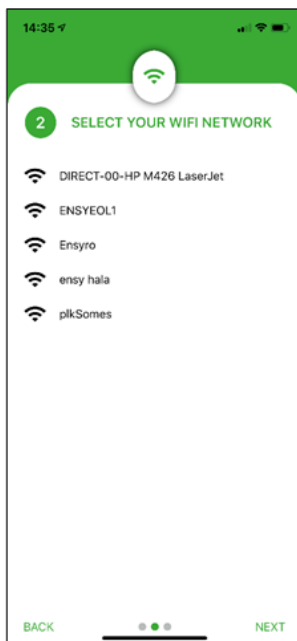 14:35
2 SELECT YOUR WIFI NETWORK
DIRECT-00-HP M426 LaserJet
ENSYEOL1
Ensyro
ensy hala
plkSomes
BACK NEXT